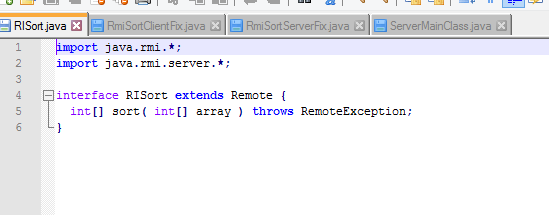 RISort.java RmiSortClientFix.java RmiSortServerFix.java ServerMainClass.java
1 import java.rmi.*;
2 import java.rmi.server.*;
3
4 interface RISort extends Remote {
5 int[] sort( int[] array ) throws RemoteException;
6 }